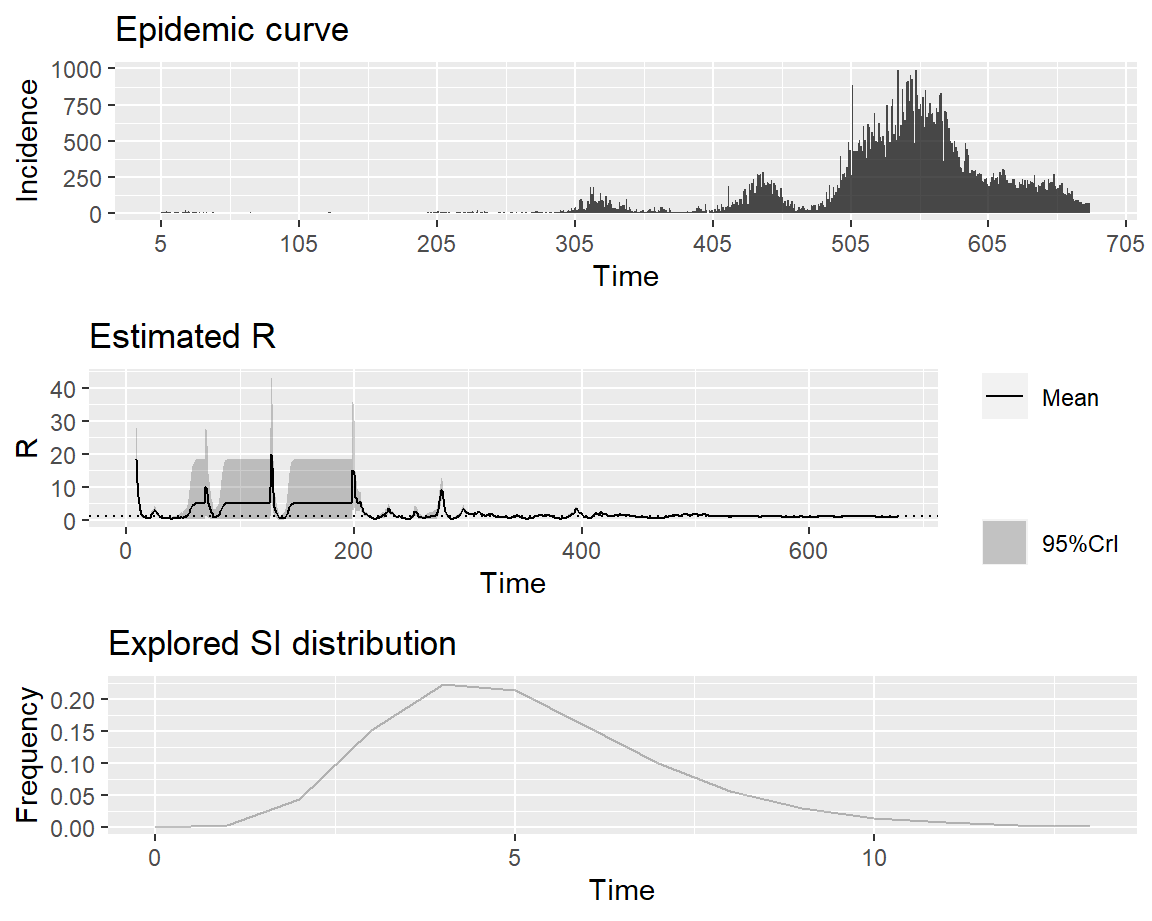 Epidemic curve
Incidence
1000
750
500
250
0
5 105 205 305 405 505 605 705
Time
Estimated R
R
40
30
20
10
0
0 200 400 600
Time
Mean
95%CrI
Explored SI distribution
Frequency
0.20
0.15
0.10
0.05
0.00
0 5 10
Time